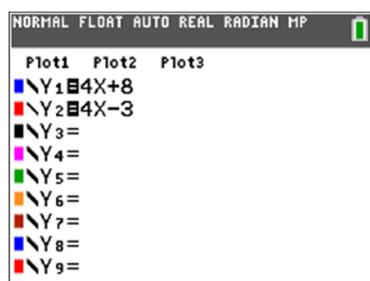 NORMAL FLOAT AUTO REAL RADIAN MP
Plot1 Plot2 Plot3
\Y₁=4X+8
\Y₂=4X-3
\Y₃=
\Y₄=
\Y₅=
\Y₆=
\Y₇=
\Y₈=
\Y₉=